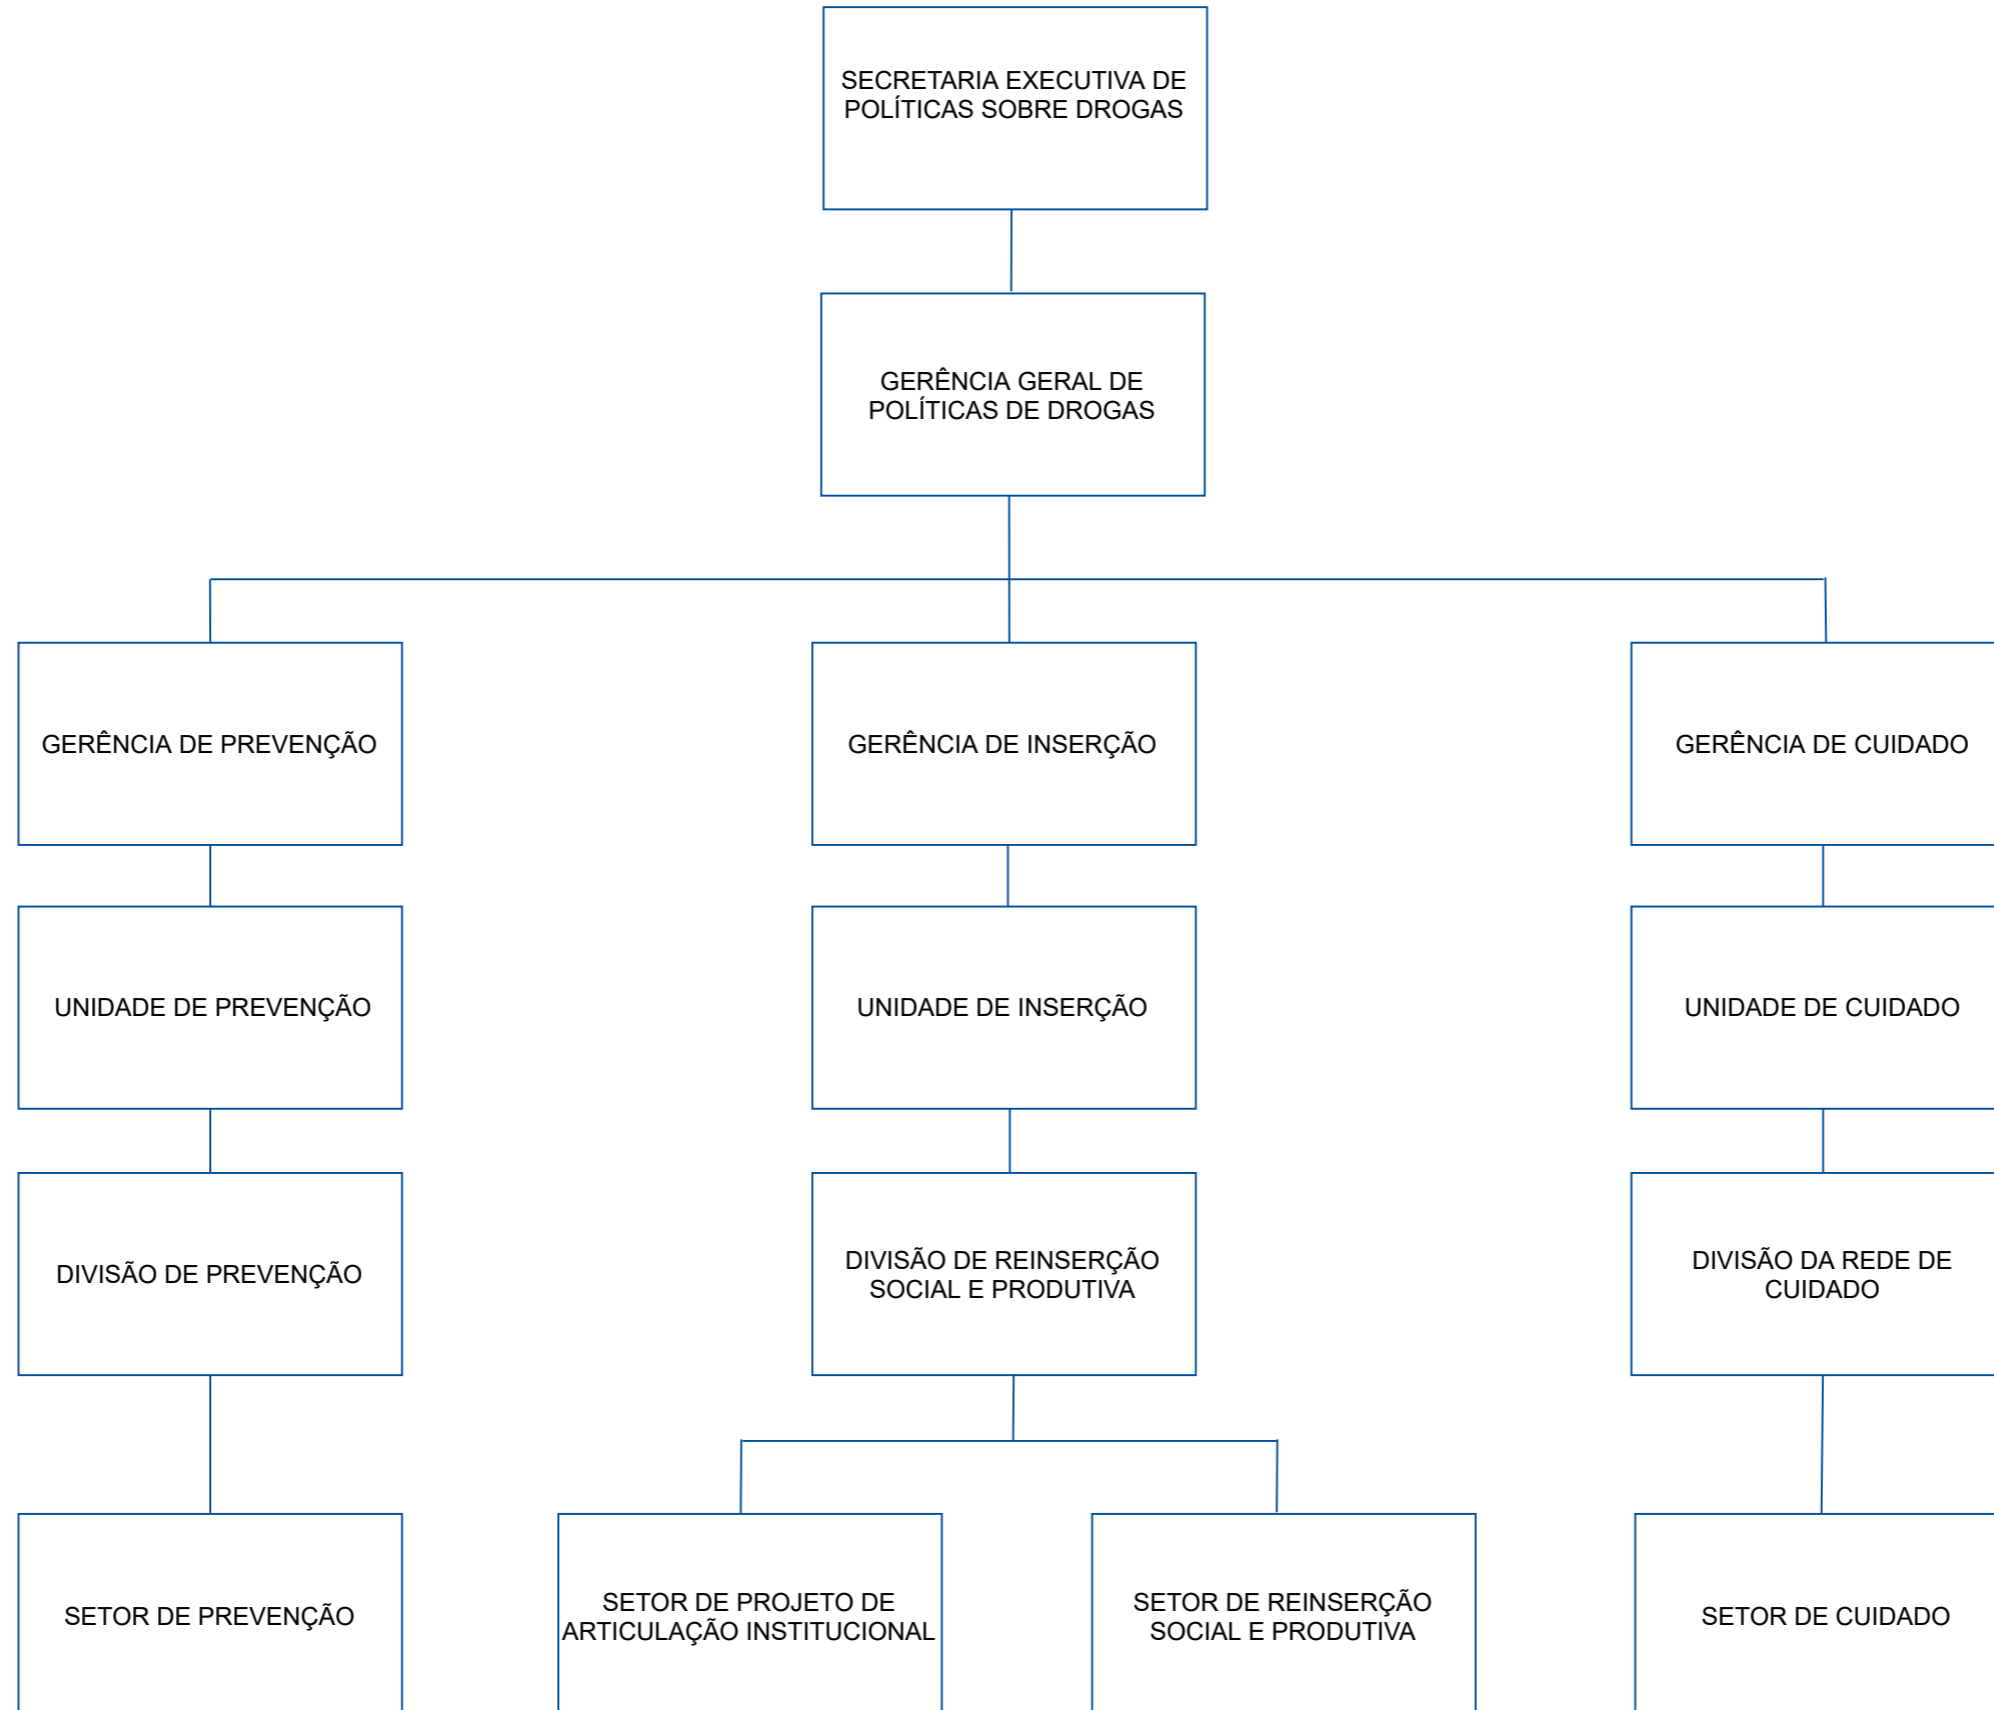 SECRETARIA EXECUTIVA DE
POLÍTICAS SOBRE DROGAS
GERÊNCIA GERAL DE
POLÍTICAS DE DROGAS
GERÊNCIA DE PREVENÇÃO
GERÊNCIA DE INSERÇÃO
GERÊNCIA DE CUIDADO
UNIDADE DE PREVENÇÃO
UNIDADE DE INSERÇÃO
UNIDADE DE CUIDADO
DIVISÃO DE PREVENÇÃO
DIVISÃO DE REINSERÇÃO
SOCIAL E PRODUTIVA
DIVISÃO DA REDE DE
CUIDADO
SETOR DE PREVENÇÃO
SETOR DE PROJETO DE
ARTICULAÇÃO INSTITUCIONAL
SETOR DE REINSERÇÃO
SOCIAL E PRODUTIVA
SETOR DE CUIDADO